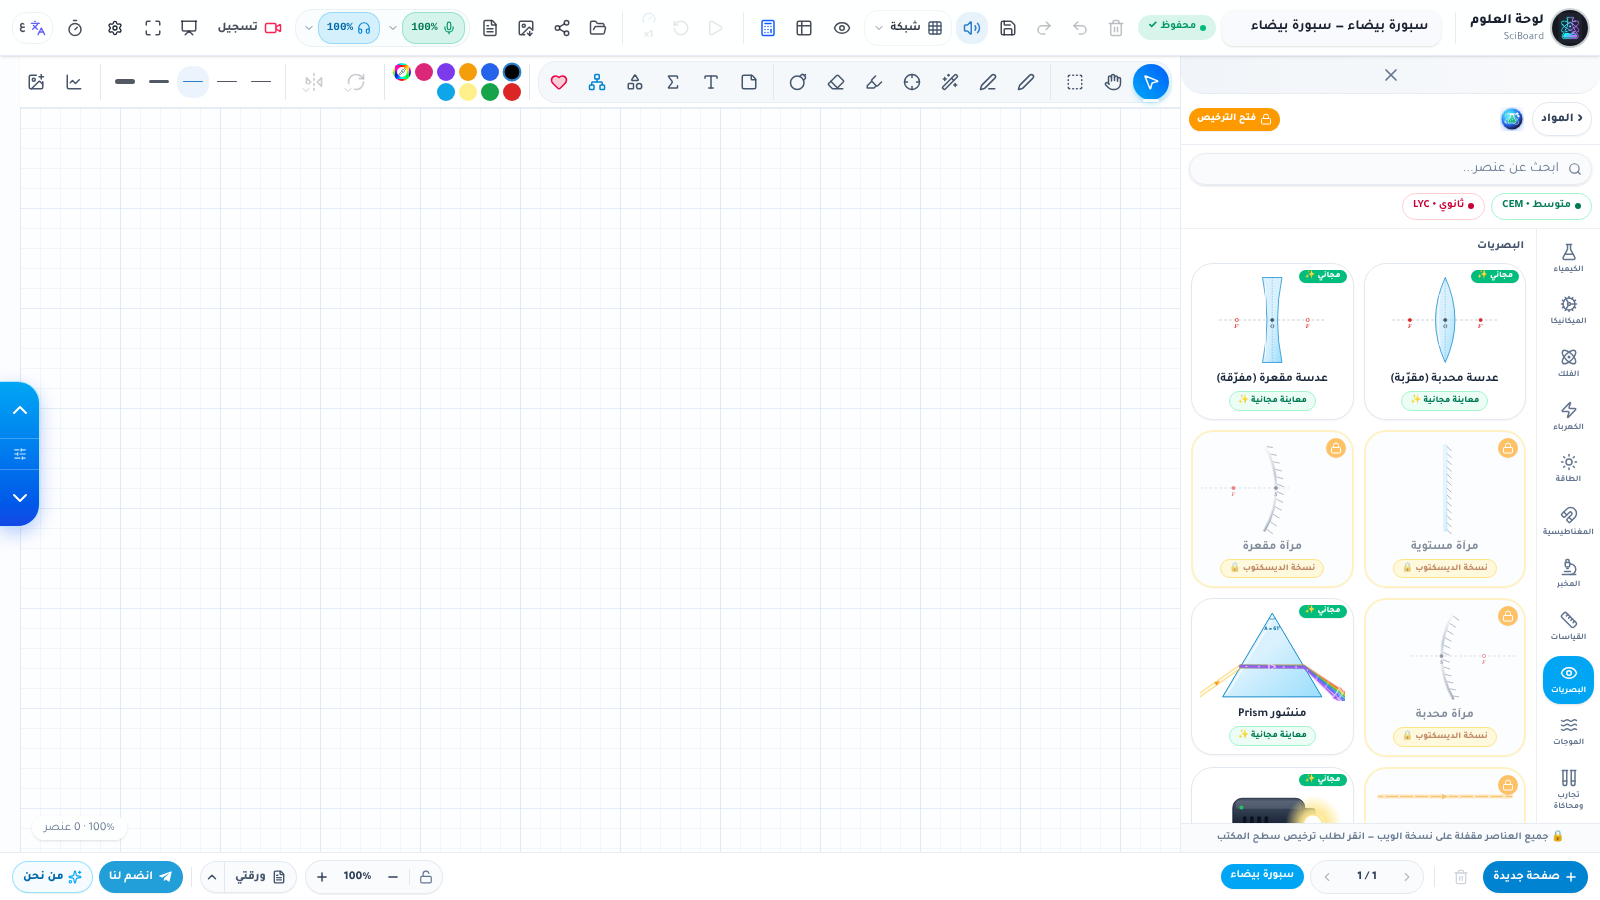 لوحة العلوم
SciBoard
سبورة بيضاء – سبورة بيضاء
محفوظ ✓
شبكة
x1
100%
100%
تسجيل
ع
المواد
فتح الترخيص
ابحث عن عنصر...
متوسط • CEM
ثانوي • LYC
البصريات
الكيمياء
الميكانيكا
الفلك
الكهرباء
الطاقة
المغناطيسية
المخبر
القياسات
البصريات
الموجات
تجارب
ومحاكاة
مجاني ✨
F O F'
عدسة محدبة (مقرّبة)
معاينة مجانية ✨
مجاني ✨
F' O F
عدسة مقعرة (مفرّقة)
معاينة مجانية ✨
مرآة مستوية
نسخة الديسكتوب 🔒
F S
مرآة مقعرة
نسخة الديسكتوب 🔒
S F
مرآة محدبة
نسخة الديسكتوب 🔒
مجاني ✨
منشور Prism
معاينة مجانية ✨
مجاني ✨
🔒 جميع العناصر مقفلة على نسخة الويب – انقر لطلب ترخيص سطح المكتب
100% · 0 عنصر
صفحة جديدة
1 / 1
سبورة بيضاء
100%
ورقتي
انضم لنا
من نحن